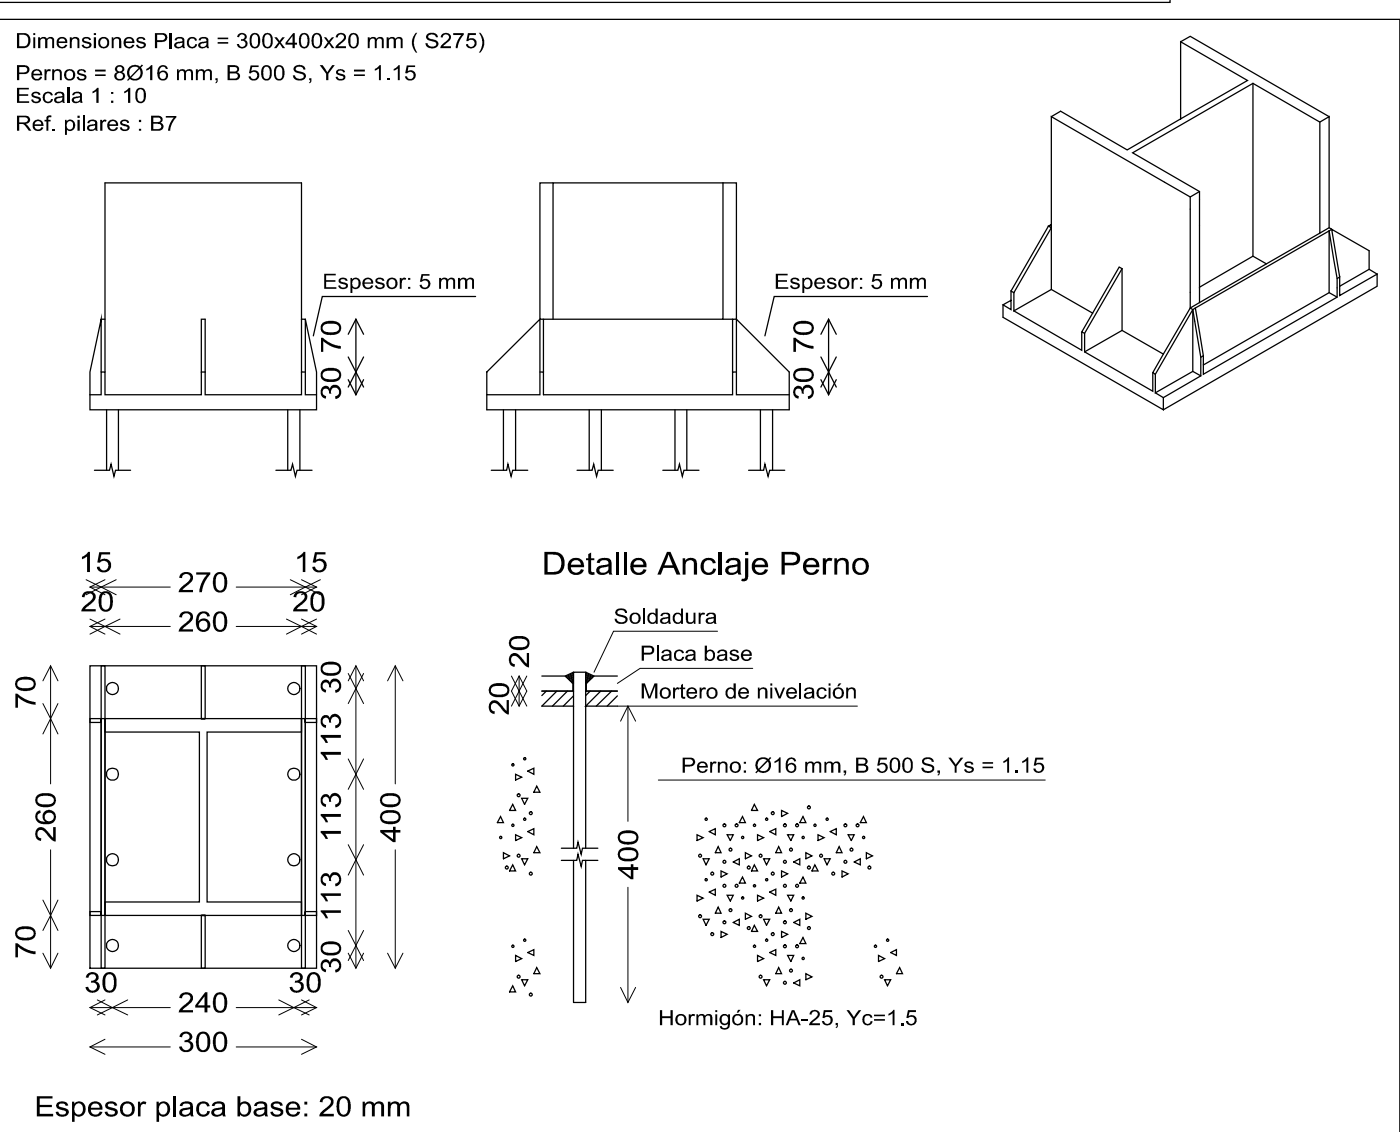 Dimensiones Placa = 300x400x20 mm ( S275)
Pernos = 8Ø16 mm, B 500 S, Ys = 1.15
Escala 1 : 10
Ref. pilares : B7
Espesor: 5 mm
70
30
Espesor: 5 mm
70
30
15
270
15
20
260
20
70
260
70
30
113
113
113
30
400
30
240
30
300
Detalle Anclaje Perno
Soldadura
Placa base
Mortero de nivelación
20
20
Perno: Ø16 mm, B 500 S, Ys = 1.15
400
Hormigón: HA-25, Yc=1.5
Espesor placa base: 20 mm